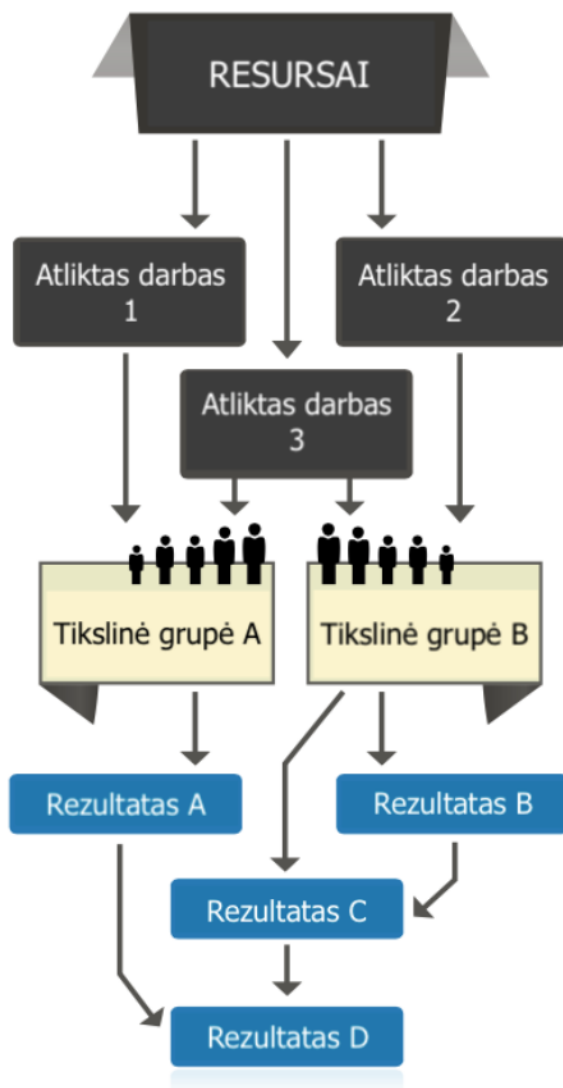 RESURSAI
Atliktas darbas
1
Atliktas darbas
2
Atliktas darbas
3
Tikslinė grupė A
Tikslinė grupė B
Rezultatas A
Rezultatas B
Rezultatas C
Rezultatas D